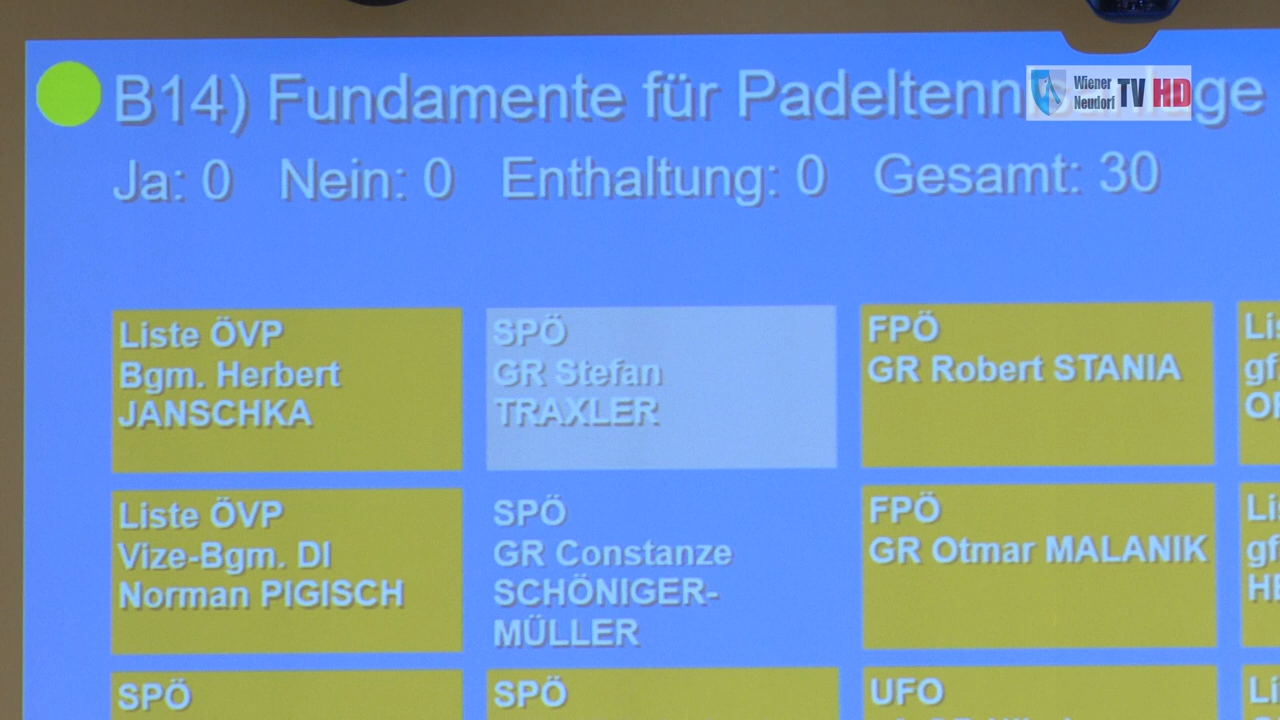 B14) Fundamente für
Wiener
Neudorf TV HD
Ja: 0 Nein: 0 Enthaltung: 0 Gesamt: 30
Liste ÖVP
Bgm. Herbert
JANSCHKA
SPÖ
GR Stefan
TRAXLER
FPÖ
GR Robert STANIA
Liste ÖVP
Vize-Bgm. DI
Norman PIGISCH
SPÖ
GR Constanze
SCHÖNIGER-
MÜLLER
FPÖ
GR Otmar MALANIK
SPÖ
SPÖ
UFO